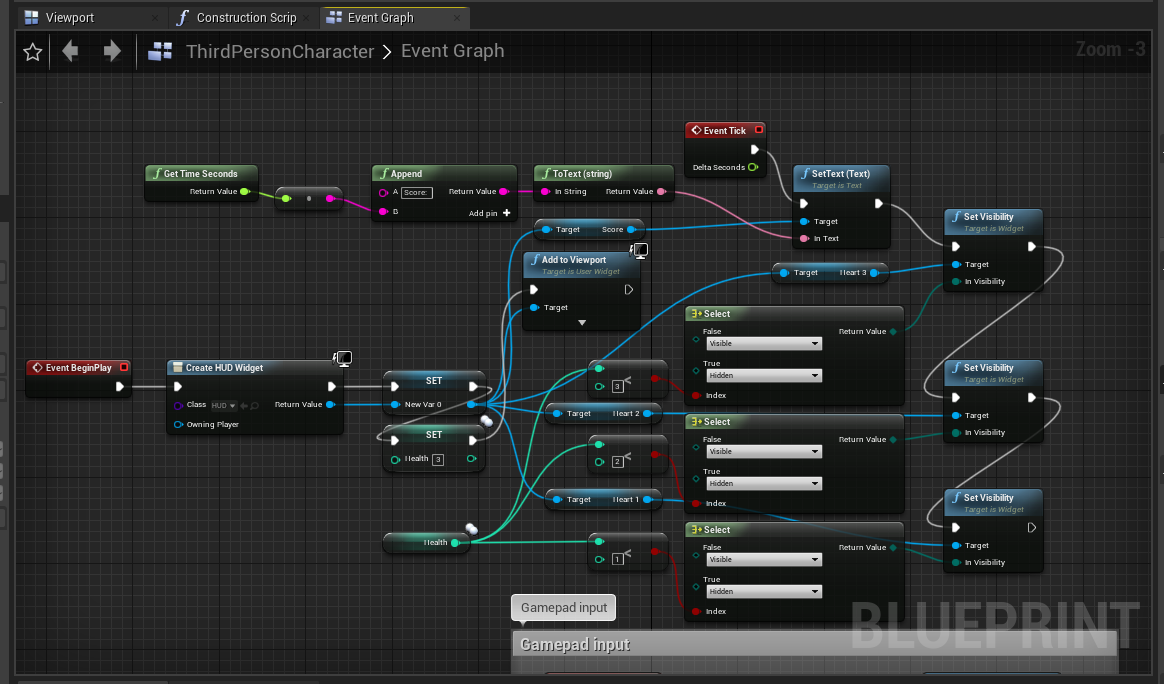 Viewport
Construction Scrip
Event Graph
ThirdPersonCharacter > Event Graph
Zoom -3
Event Tick
Delta Seconds
Get Time Seconds
Return Value
Append
A Score: Return Value
B Add pin +
ToText (string)
In String Return Value
SetText (Text)
Target is Text
Target
In Text
Target Score
Add to Viewport
Target is User Widget
Target
Set Visibility
Target is Widget
Target
In Visibility
Target Heart 3
Select
False Return Value
Visible
True
Hidden
Index
Event BeginPlay
Create HUD Widget
Class HUD Return Value
Owning Player
SET
New Var 0
SET
Health 3
3 <
Target Heart 2
Set Visibility
Target is Widget
Target
In Visibility
Select
False Return Value
Visible
True
Hidden
Index
2 <
Target Heart 1
Health
1 <
Set Visibility
Target is Widget
Target
In Visibility
Select
False Return Value
Visible
True
Hidden
Index
Gamepad input
Gamepad input
BLUEPRINT